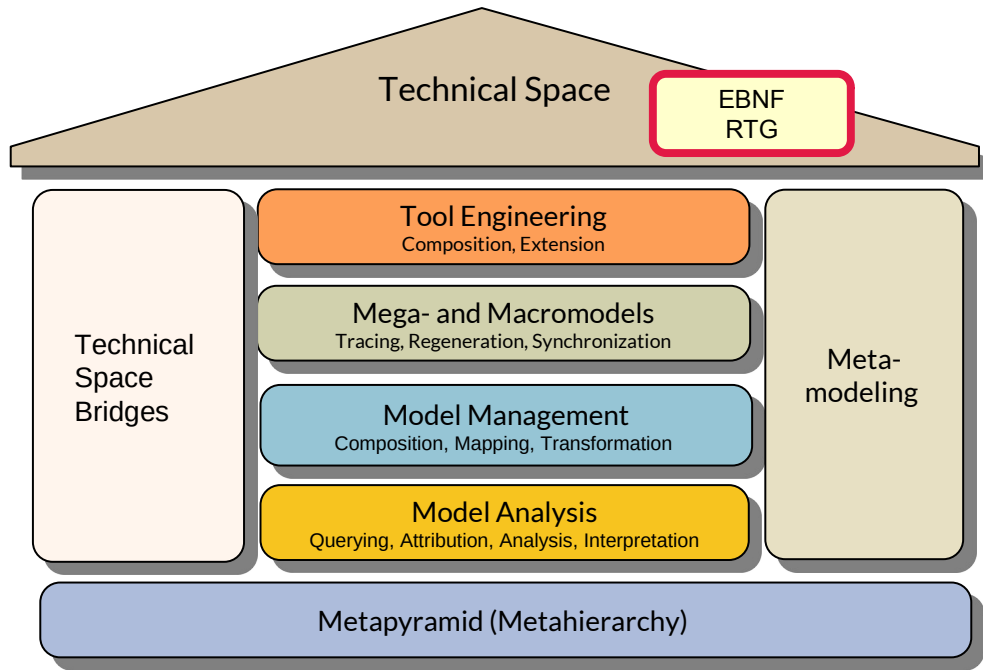 Technical Space
EBNF
RTG
Tool Engineering
Composition, Extension
Mega- and Macromodels
Tracing, Regeneration, Synchronization
Technical
Space
Bridges
Meta-
modeling
Model Management
Composition, Mapping, Transformation
Model Analysis
Querying, Attribution, Analysis, Interpretation
Metapyramid (Metahierarchy)